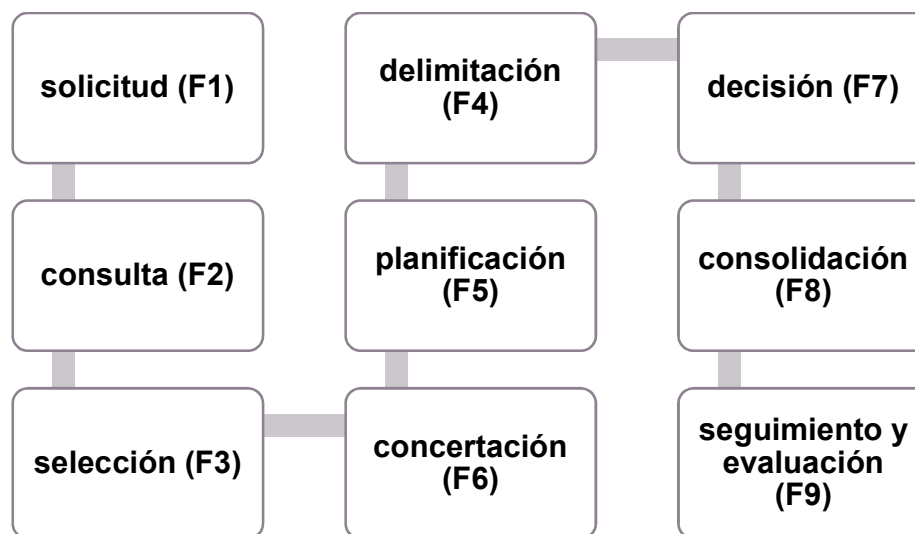 solicitud (F1)
consulta (F2)
selección (F3)
delimitación
(F4)
planificación
(F5)
concertación
(F6)
decisión (F7)
consolidación
(F8)
seguimiento y
evaluación
(F9)